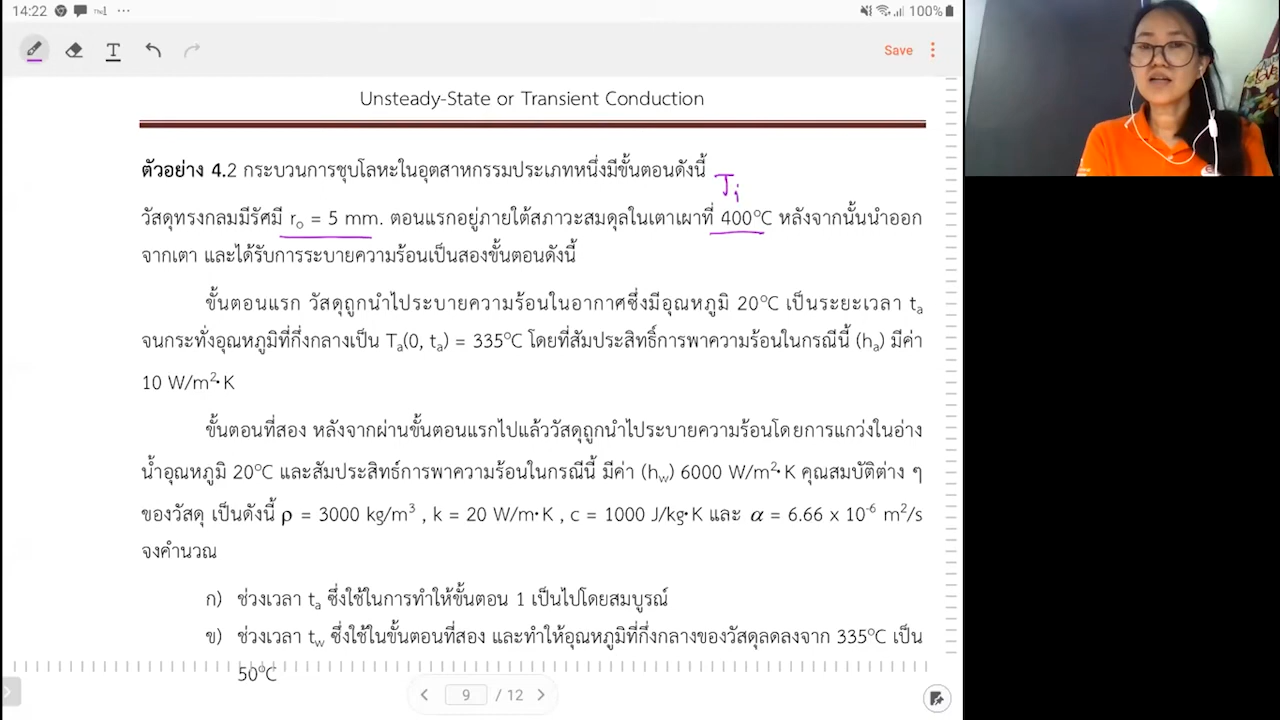 14:22 100%
T Save
Unsteady-State or Transient Conduction
Ti
ตัวอย่าง 4.2 กระบวนการชุบโลหะในอุตสาหกรรมประเภทหนึ่งมีขั้นตอนดังนี้
วัสดุทรงกลมมีรัศมี ro = 5 mm. ตอนแรกอยู่ภายใต้สภาวะสมดุลในเตาเผาที่ 400°C หลังจากนั้นนำออก
จากเตา และได้รับการระบายความร้อนเป็นสองขั้นตอนดังนี้
ขั้นตอนแรก วัสดุถูกนำไประบายความร้อนในอากาศซึ่งมีอุณหภูมิ 20°C เป็นระยะเวลา ta
จนกระทั่งอุณหภูมิที่กึ่งกลางเป็น Ta(0, ta) = 335°C โดยที่สัมประสิทธิ์การพาความร้อนในกรณีนี้ (ha) มีค่า
10 W/m²·K
ขั้นตอนที่สอง หลังจากผ่านขั้นตอนแรกไปแล้ววัสดุถูกนำไประบายความร้อนโดยการแกว่งในอ่าง
น้ำอุณหภูมิ 20°C และสัมประสิทธิ์การพาความร้อนในกรณีนี้ มีค่า (hw) 6000 W/m²·K คุณสมบัติต่าง ๆ
ของวัสดุ เป็นดังนี้ ρ = 3000 kg/m³ , k = 20 W/m·K , c = 1000 J/kg·K และ α = 6.66 x 10⁻⁶ m²/s
จงคำนวณ
ก) ช่วงเวลา ta ที่ใช้ในการทำให้ขั้นตอน 1 เป็นไปโดยสมบูรณ์
ข) ช่วงเวลา tw ซึ่งใช้ในขั้นตอนที่สอง และทำให้อุณหภูมิที่กึ่งกลางของวัสดุลดลงจาก 335°C เป็น
50°C
9 / 12